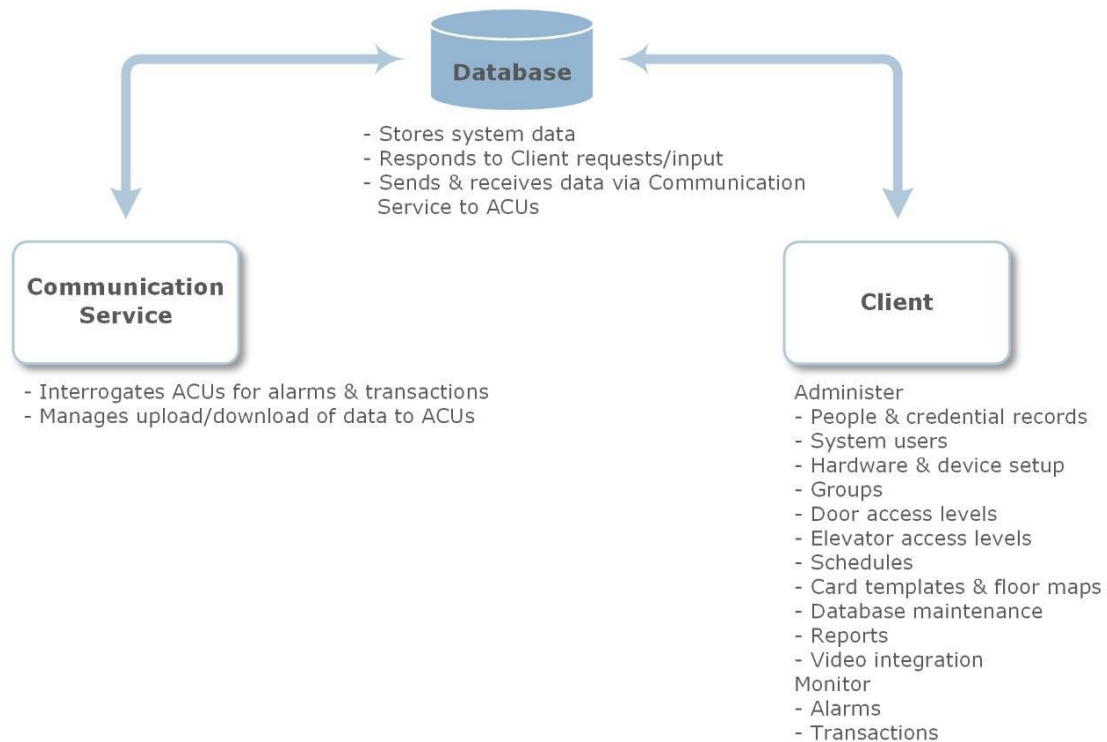 Database
- Stores system data
- Responds to Client requests/input
- Sends & receives data via Communication
Service to ACUs
Communication
Service
- Interrogates ACUs for alarms & transactions
- Manages upload/download of data to ACUs
Client
Administer
- People & credential records
- System users
- Hardware & device setup
- Groups
- Door access levels
- Elevator access levels
- Schedules
- Card templates & floor maps
- Database maintenance
- Reports
- Video integration
Monitor
- Alarms
- Transactions